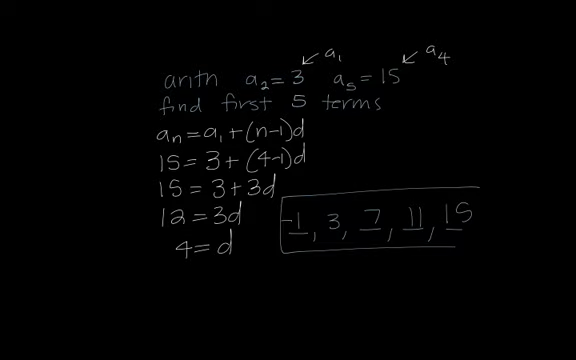 a₁ a₄
arith a₂ = 3 a₅ = 15
find first 5 terms
aₙ = a₁ + (n-1)d
15 = 3 + (4-1)d
15 = 3 + 3d
12 = 3d
4 = d
-1, 3, 7, 11, 15